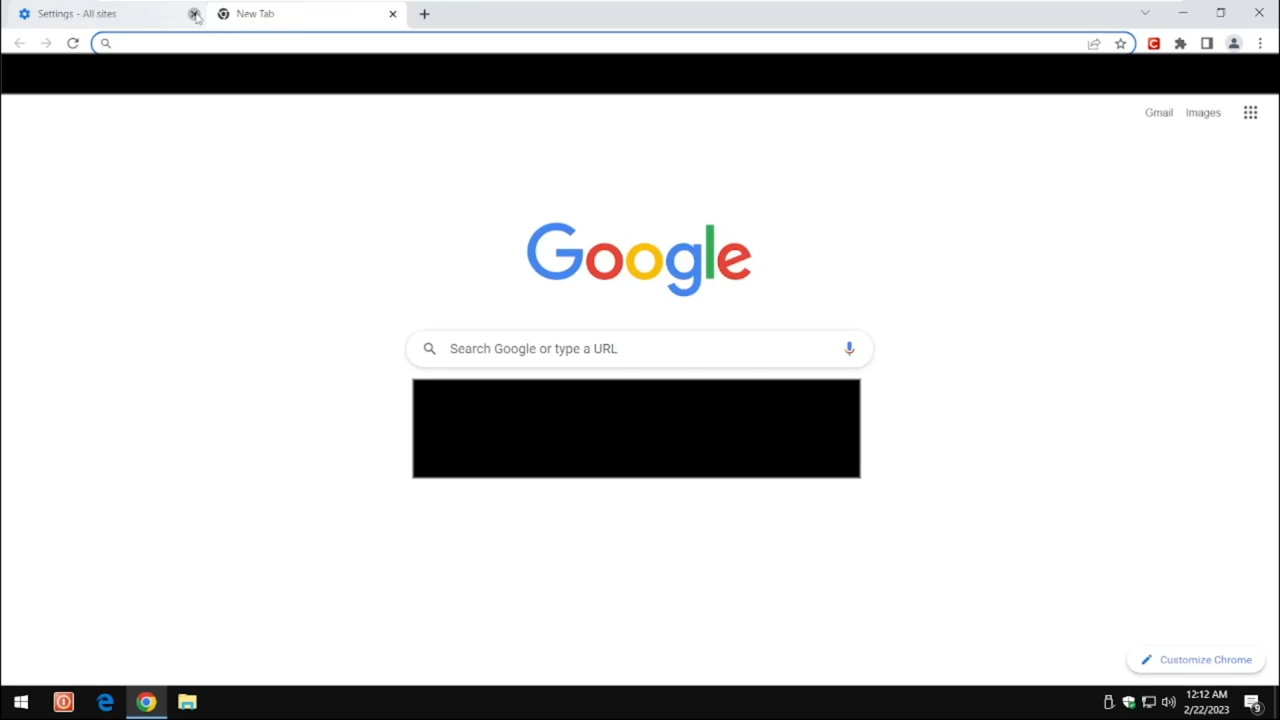 Settings - All sites
New Tab
Gmail Images
Google
Search Google or type a URL
Customize Chrome
12:12 AM
2/22/2023
9